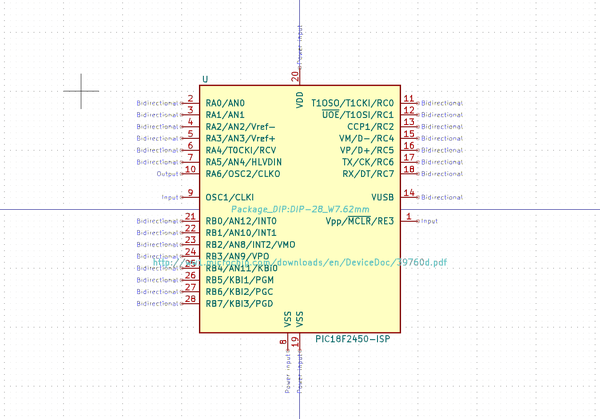 Power input
20
U
VDD
Bidirectional 2 RA0/AN0 T1OSO/T1CKI/RC0 11 Bidirectional
Bidirectional 3 RA1/AN1 UOE/T1OSI/RC1 12 Bidirectional
Bidirectional 4 RA2/AN2/Vref- CCP1/RC2 13 Bidirectional
Bidirectional 5 RA3/AN3/Vref+ VM/D-/RC4 15 Bidirectional
Bidirectional 6 RA4/T0CKI/RCV VP/D+/RC5 16 Bidirectional
Bidirectional 7 RA5/AN4/HLVDIN TX/CK/RC6 17 Bidirectional
Output 10 RA6/OSC2/CLKO RX/DT/RC7 18 Bidirectional
Input 9 OSC1/CLKI VUSB 14 Bidirectional
Package_DIP:DIP-28_W7.62mm
Bidirectional 21 RB0/AN12/INT0 Vpp/MCLR/RE3 1 Input
Bidirectional 22 RB1/AN10/INT1
Bidirectional 23 RB2/AN8/INT2/VMO
Bidirectional 24 RB3/AN9/VPO
http://ww1.microchip.com/downloads/en/DeviceDoc/39760d.pdf
Bidirectional 25 RB4/AN11/KBI0
Bidirectional 26 RB5/KBI1/PGM
Bidirectional 27 RB6/KBI2/PGC
Bidirectional 28 RB7/KBI3/PGD
VSS VSS
PIC18F2450-ISP
8 19
Power input Power input